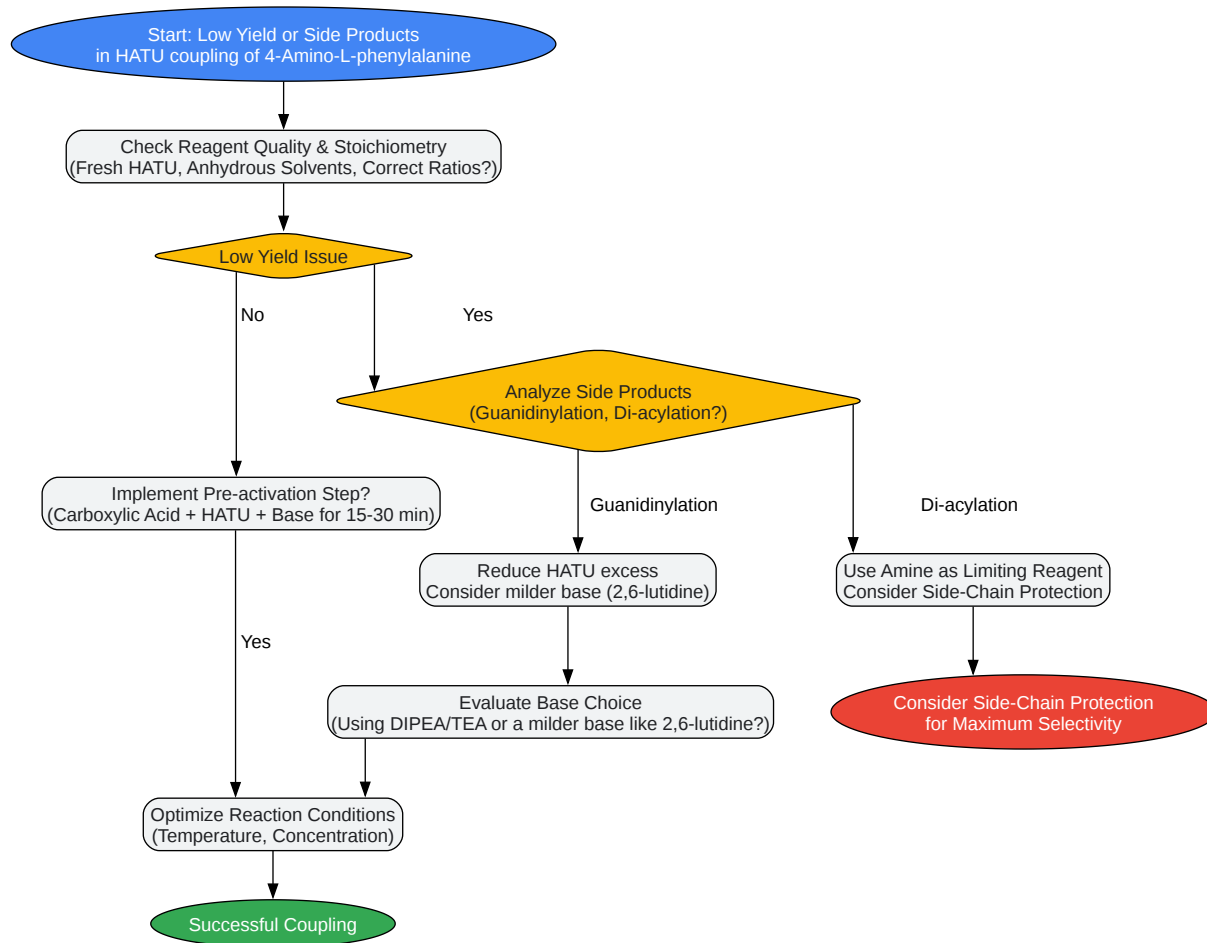 Start: Low Yield or Side Products
in HATU coupling of 4-Amino-L-phenylalanine
Check Reagent Quality & Stoichiometry
(Fresh HATU, Anhydrous Solvents, Correct Ratios?)
Low Yield Issue
No
Yes
Analyze Side Products
(Guanidinylation, Di-acylation?)
Implement Pre-activation Step?
(Carboxylic Acid + HATU + Base for 15-30 min)
Guanidinylation
Di-acylation
Reduce HATU excess
Consider milder base (2,6-lutidine)
Use Amine as Limiting Reagent
Consider Side-Chain Protection
Yes
Evaluate Base Choice
(Using DIPEA/TEA or a milder base like 2,6-lutidine?)
Consider Side-Chain Protection
for Maximum Selectivity
Optimize Reaction Conditions
(Temperature, Concentration)
Successful Coupling